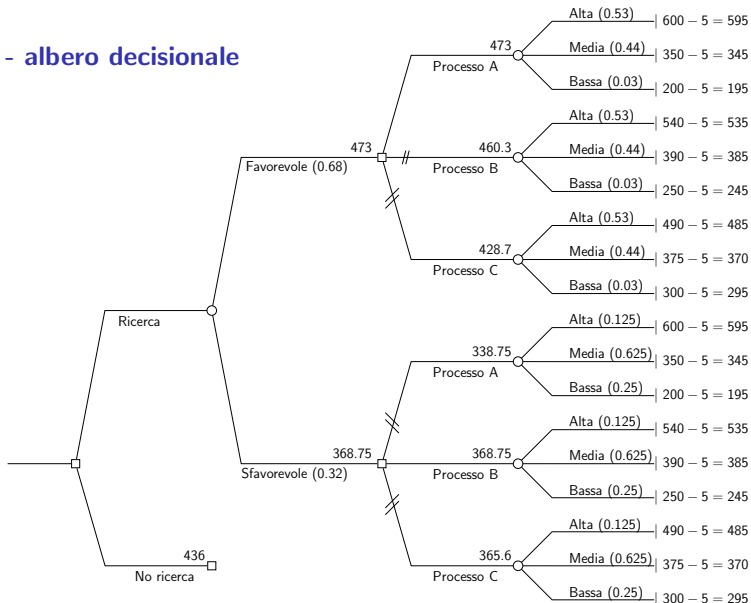 Alta (0.53) | 600 − 5 = 595
- albero decisionale
473
Media (0.44) | 350 − 5 = 345
Processo A
Bassa (0.03) | 200 − 5 = 195
Alta (0.53) | 540 − 5 = 535
473
460.3
Media (0.44) | 390 − 5 = 385
Favorevole (0.68)
Processo B
Bassa (0.03) | 250 − 5 = 245
Alta (0.53) | 490 − 5 = 485
428.7
Media (0.44) | 375 − 5 = 370
Processo C
Bassa (0.03) | 300 − 5 = 295
Ricerca
Alta (0.125) | 600 − 5 = 595
338.75
Media (0.625) | 350 − 5 = 345
Processo A
Bassa (0.25) | 200 − 5 = 195
Alta (0.125) | 540 − 5 = 535
368.75
368.75
Media (0.625) | 390 − 5 = 385
Sfavorevole (0.32)
Processo B
Bassa (0.25) | 250 − 5 = 245
Alta (0.125) | 490 − 5 = 485
436
365.6
Media (0.625) | 375 − 5 = 370
No ricerca
Processo C
Bassa (0.25) | 300 − 5 = 295